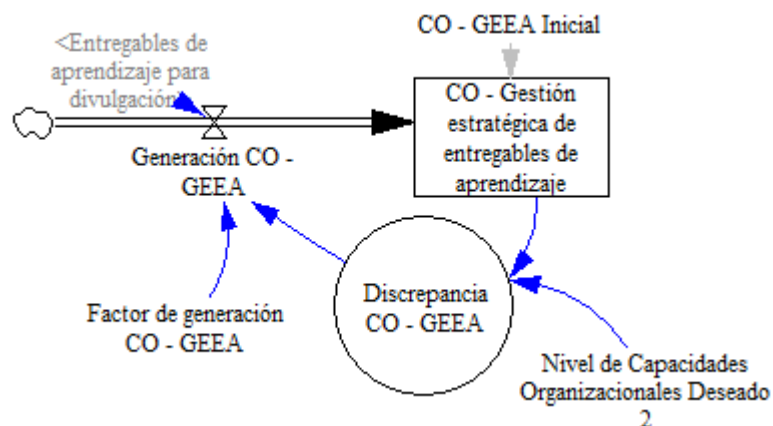 CO - GEEA Inicial
<Entregables de
aprendizaje para
divulgación
CO - Gestión
estratégica de
entregables de
aprendizaje
Generación CO -
GEEA
Factor de generación
CO - GEEA
Discrepancia
CO - GEEA
Nivel de Capacidades
Organizacionales Deseado
2